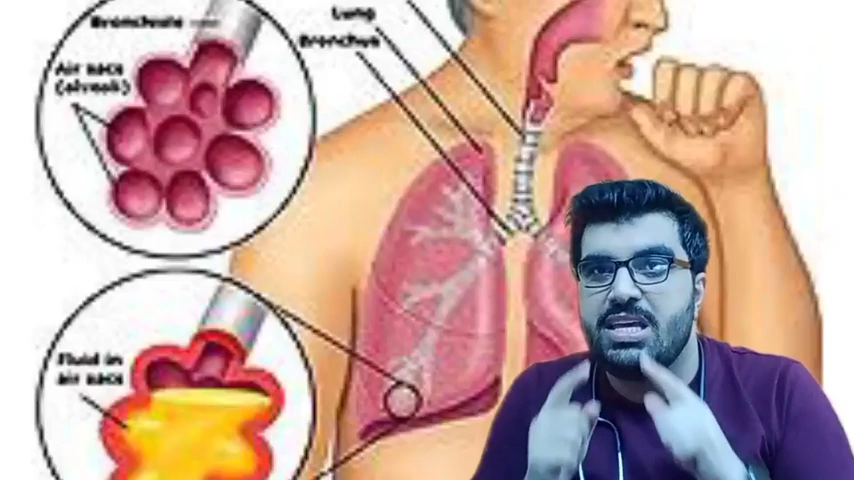 Bronchiole
Air sacs
(alveoli)
Lung
Bronchus
Fluid in
air sacs